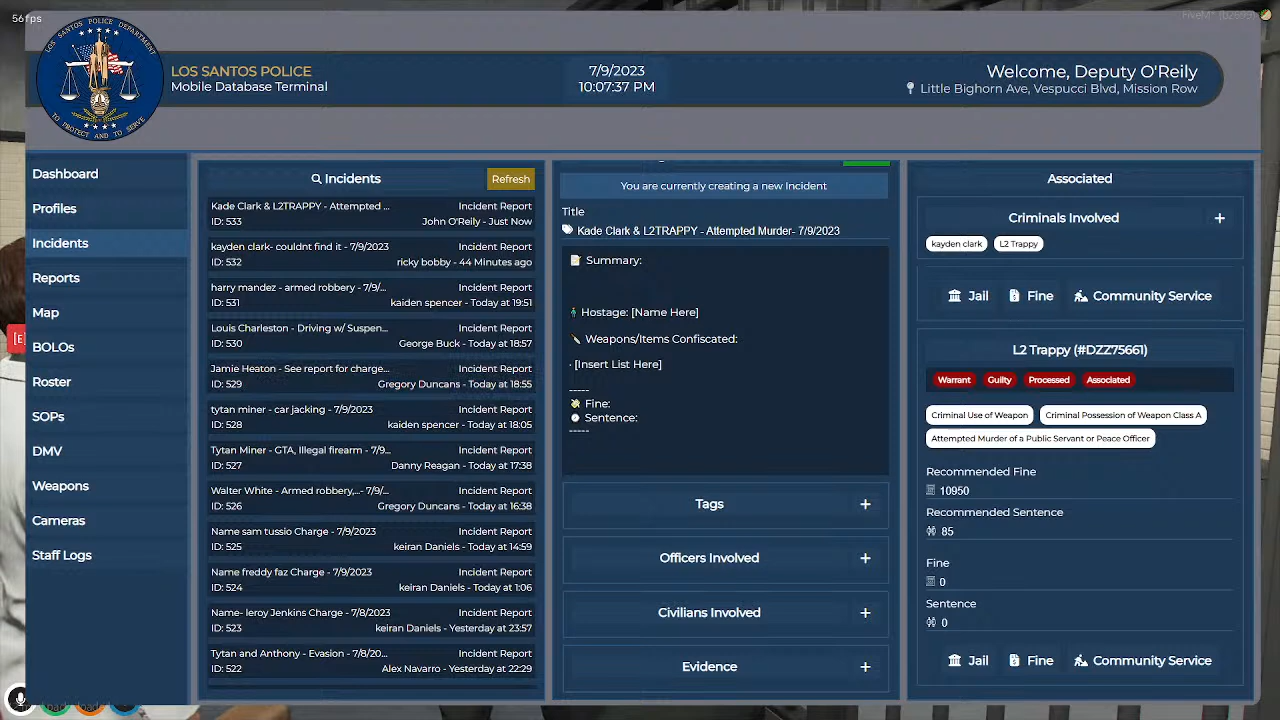 56 fps
FiveM* (b2699)
LOS SANTOS POLICE DEPARTMENT
TO PROTECT AND TO SERVE
LOS SANTOS POLICE
Mobile Database Terminal
7/9/2023
10:07:37 PM
Welcome, Deputy O'Reily
Little Bighorn Ave, Vespucci Blvd, Mission Row
Dashboard
Profiles
Incidents
Reports
Map
BOLOs
Roster
SOPs
DMV
Weapons
Cameras
Staff Logs
[E]
Incidents
Refresh
Kade Clark & L2TRAPPY - Attempted ... Incident Report
ID: 533 John O'Reily - Just Now
kayden clark- couldnt find it - 7/9/2023 Incident Report
ID: 532 ricky bobby - 44 Minutes ago
harry mandez - armed robbery - 7/9/... Incident Report
ID: 531 kaiden spencer - Today at 19:51
Louis Charleston - Driving w/ Suspen... Incident Report
ID: 530 George Buck - Today at 18:57
Jamie Heaton - See report for charge... Incident Report
ID: 529 Gregory Duncans - Today at 18:55
tytan miner - car jacking - 7/9/2023 Incident Report
ID: 528 kaiden spencer - Today at 18:05
Tytan Miner - GTA, Illegal firearm - 7/9... Incident Report
ID: 527 Danny Reagan - Today at 17:38
Walter White - Armed robbery,...- 7/9/... Incident Report
ID: 526 Gregory Duncans - Today at 16:38
Name sam tussio Charge - 7/9/2023 Incident Report
ID: 525 keiran Daniels - Today at 14:59
Name freddy faz Charge - 7/9/2023 Incident Report
ID: 524 keiran Daniels - Today at 1:06
Name- leroy Jenkins Charge - 7/8/2023 Incident Report
ID: 523 keiran Daniels - Yesterday at 23:57
Tytan and Anthony - Evasion - 7/8/20... Incident Report
ID: 522 Alex Navarro - Yesterday at 22:29
You are currently creating a new Incident
Title
Kade Clark & L2TRAPPY - Attempted Murder- 7/9/2023
📝 Summary:
🧍 Hostage: [Name Here]
🔪 Weapons/Items Confiscated:
· [Insert List Here]
-----
💸 Fine:
🕐 Sentence:
-----
Tags +
Officers Involved +
Civilians Involved +
Evidence +
Associated
Criminals Involved +
kayden clark L2 Trappy
Jail Fine Community Service
L2 Trappy (#DZZ75661)
Warrant Guilty Processed Associated
Criminal Use of Weapon Criminal Possession of Weapon Class A
Attempted Murder of a Public Servant or Peace Officer
Recommended Fine
10950
Recommended Sentence
85
Fine
0
Sentence
0
Jail Fine Community Service